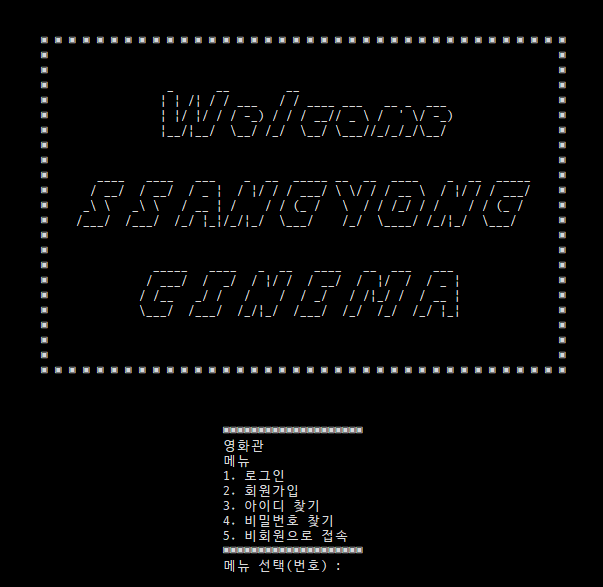 Welcome
SSANGYONG
CINEMA
영화관
메뉴
1. 로그인
2. 회원가입
3. 아이디 찾기
4. 비밀번호 찾기
5. 비회원으로 접속
메뉴 선택(번호) :